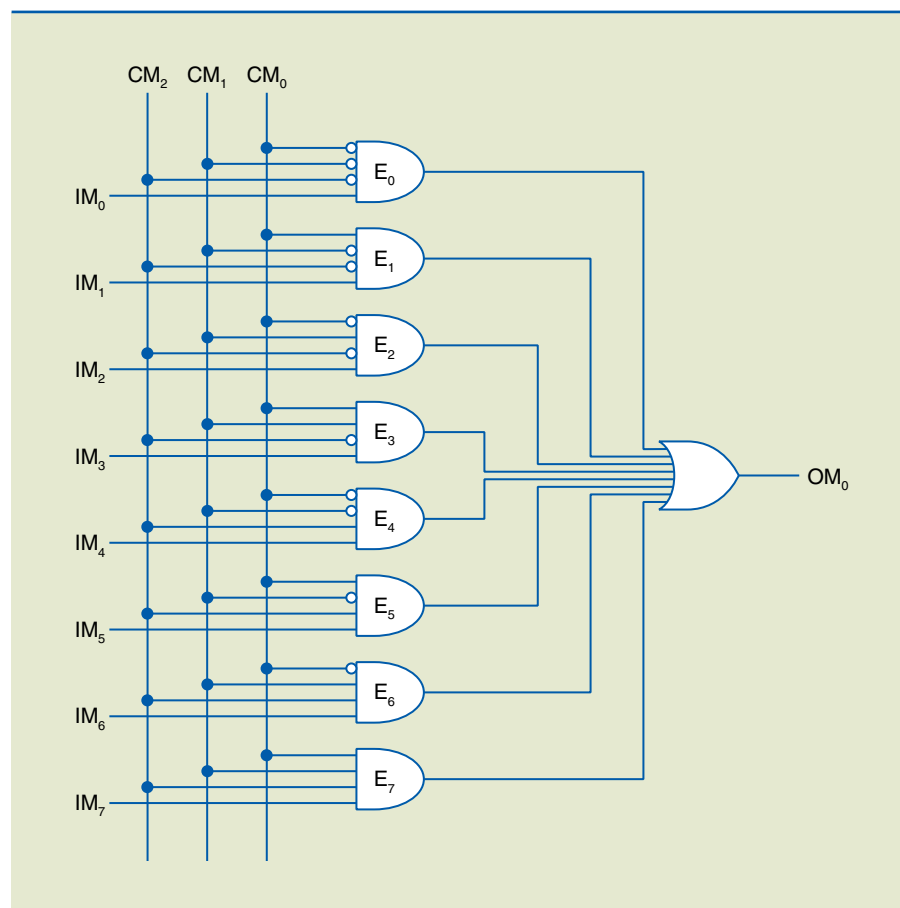 CM₂ CM₁ CM₀
E₀
IM₀
E₁
IM₁
E₂
IM₂
E₃
IM₃
OM₀
E₄
IM₄
E₅
IM₅
E₆
IM₆
E₇
IM₇